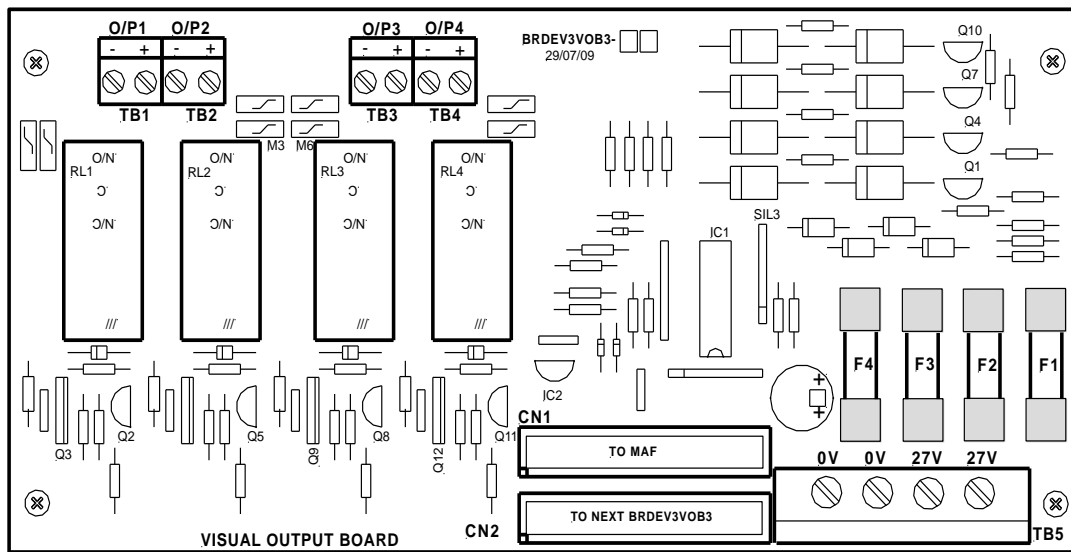 O/P1 O/P2 O/P3 O/P4
- + - + - + - +
TB1 TB2 TB3 TB4
BRDEV3VOB3-
29/07/09
Q10
Q7
Q4
Q1
M3 M6
RL1 N/O C N/C
RL2 N/O C N/C
RL3 N/O C N/C
RL4 N/O C N/C
///  /// /// ///
IC1
SIL3
IC2
+ +
F4 F3 F2 F1
Q3 Q2 Q5 Q9 Q8 Q12 Q11
CN1
TO MAF
0V 0V 27V 27V
CN2
TO NEXT BRDEV3VOB3
TB5
VISUAL OUTPUT BOARD